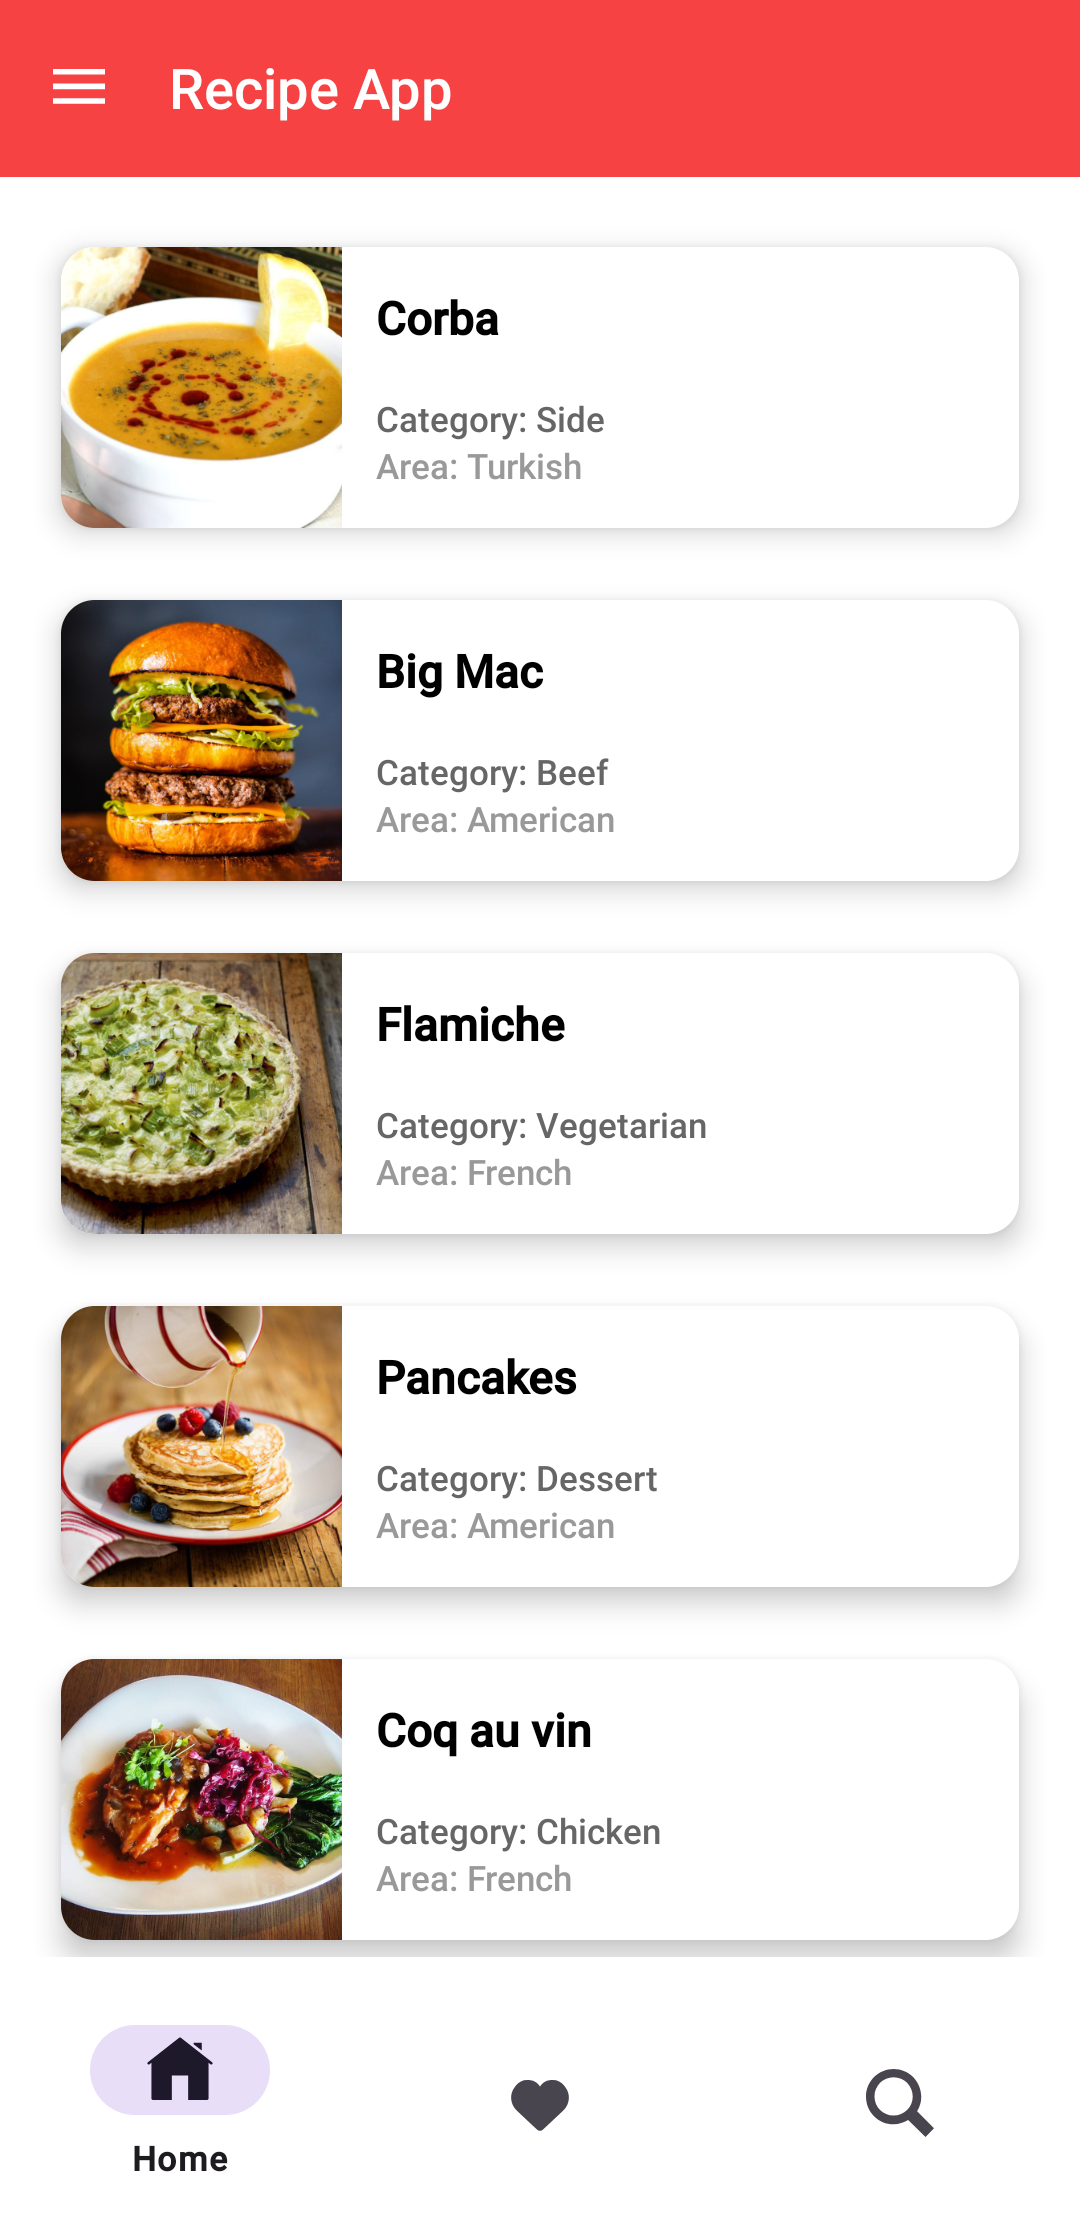 Recipe App
Corba
Category: Side
Area: Turkish
Big Mac
Category: Beef
Area: American
Flamiche
Category: Vegetarian
Area: French
Pancakes
Category: Dessert
Area: American
Coq au vin
Category: Chicken
Area: French
Home